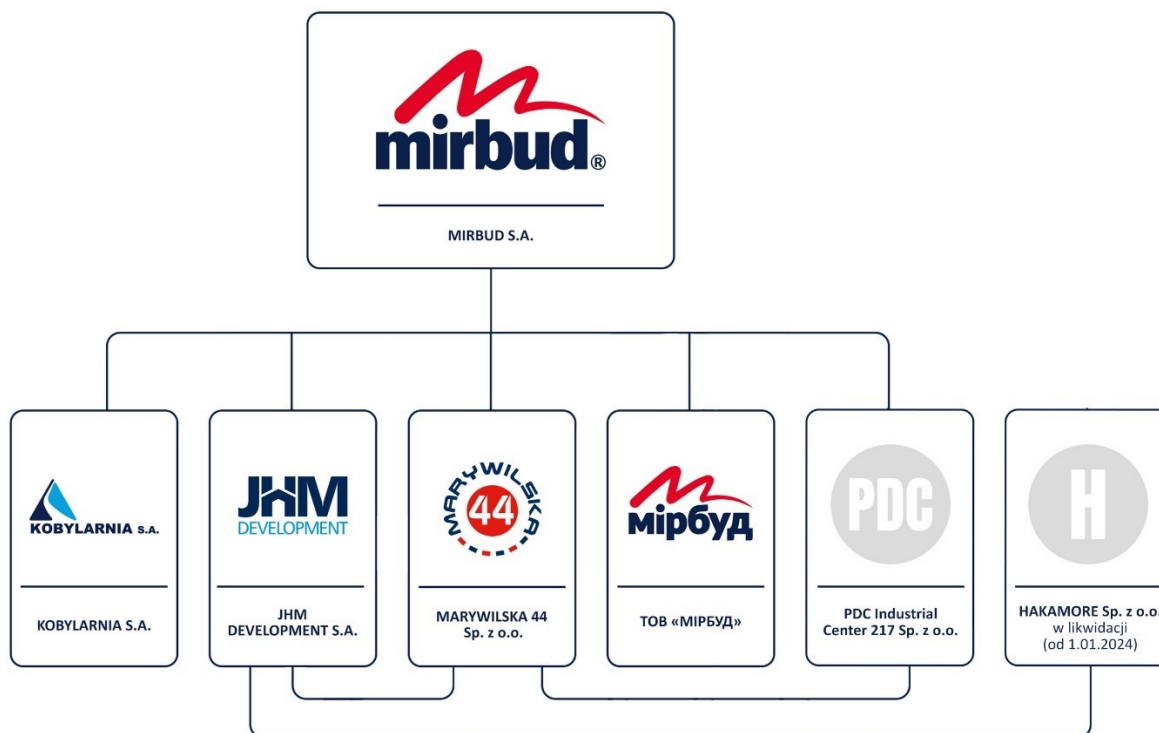 mirbud®
MIRBUD S.A.
KOBYLARNIA S.A.
KOBYLARNIA S.A.
JHM
DEVELOPMENT
JHM
DEVELOPMENT S.A.
MARYWILSKA
44
MARYWILSKA 44
Sp. z o.o.
мірбуд
ТОВ «МІРБУД»
PDC
PDC Industrial
Center 217 Sp. z o.o.
H
HAKAMORE Sp. z o.o.
w likwidacji
(od 1.01.2024)